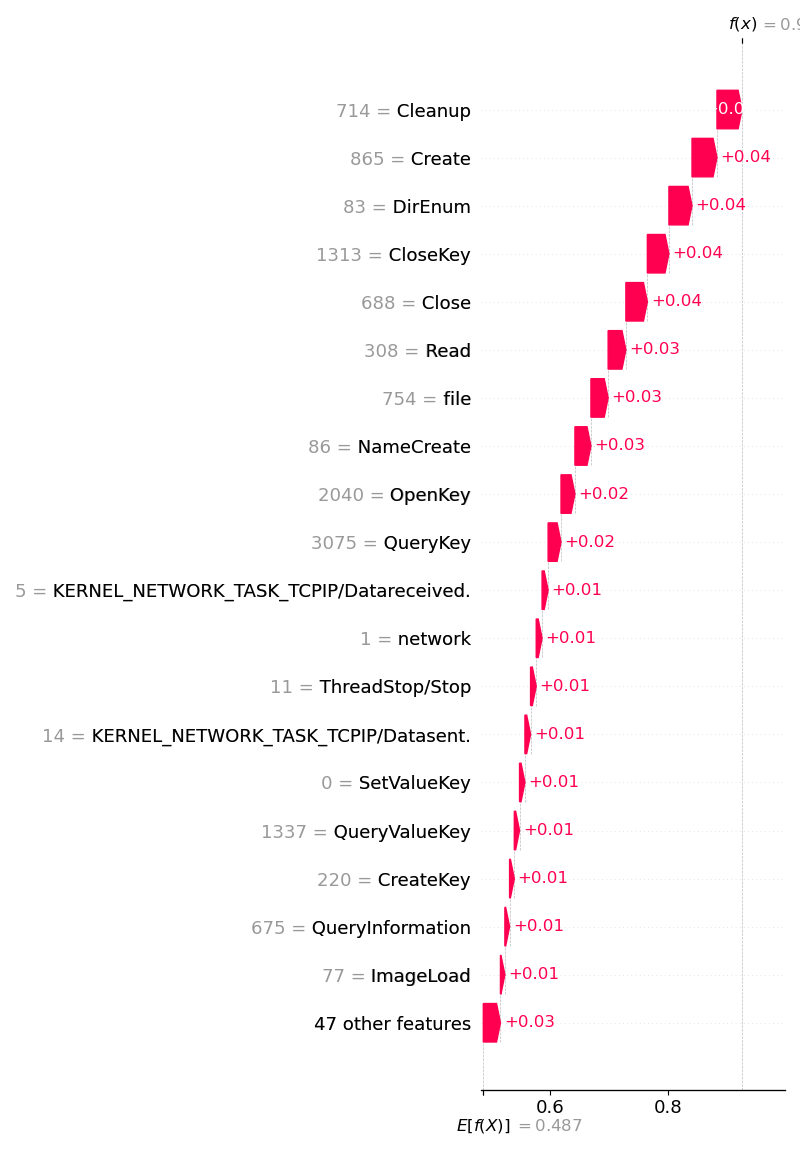 f(x) = 0.9
714 = Cleanup
865 = Create +0.04
83 = DirEnum +0.04
1313 = CloseKey +0.04
688 = Close +0.04
308 = Read +0.03
754 = file +0.03
86 = NameCreate +0.03
2040 = OpenKey +0.02
3075 = QueryKey +0.02
5 = KERNEL_NETWORK_TASK_TCPIP/Datareceived. +0.01
1 = network +0.01
11 = ThreadStop/Stop +0.01
14 = KERNEL_NETWORK_TASK_TCPIP/Datasent. +0.01
0 = SetValueKey +0.01
1337 = QueryValueKey +0.01
220 = CreateKey +0.01
675 = QueryInformation +0.01
77 = ImageLoad +0.01
47 other features +0.03
0.6 0.8
E[f(X)] = 0.487